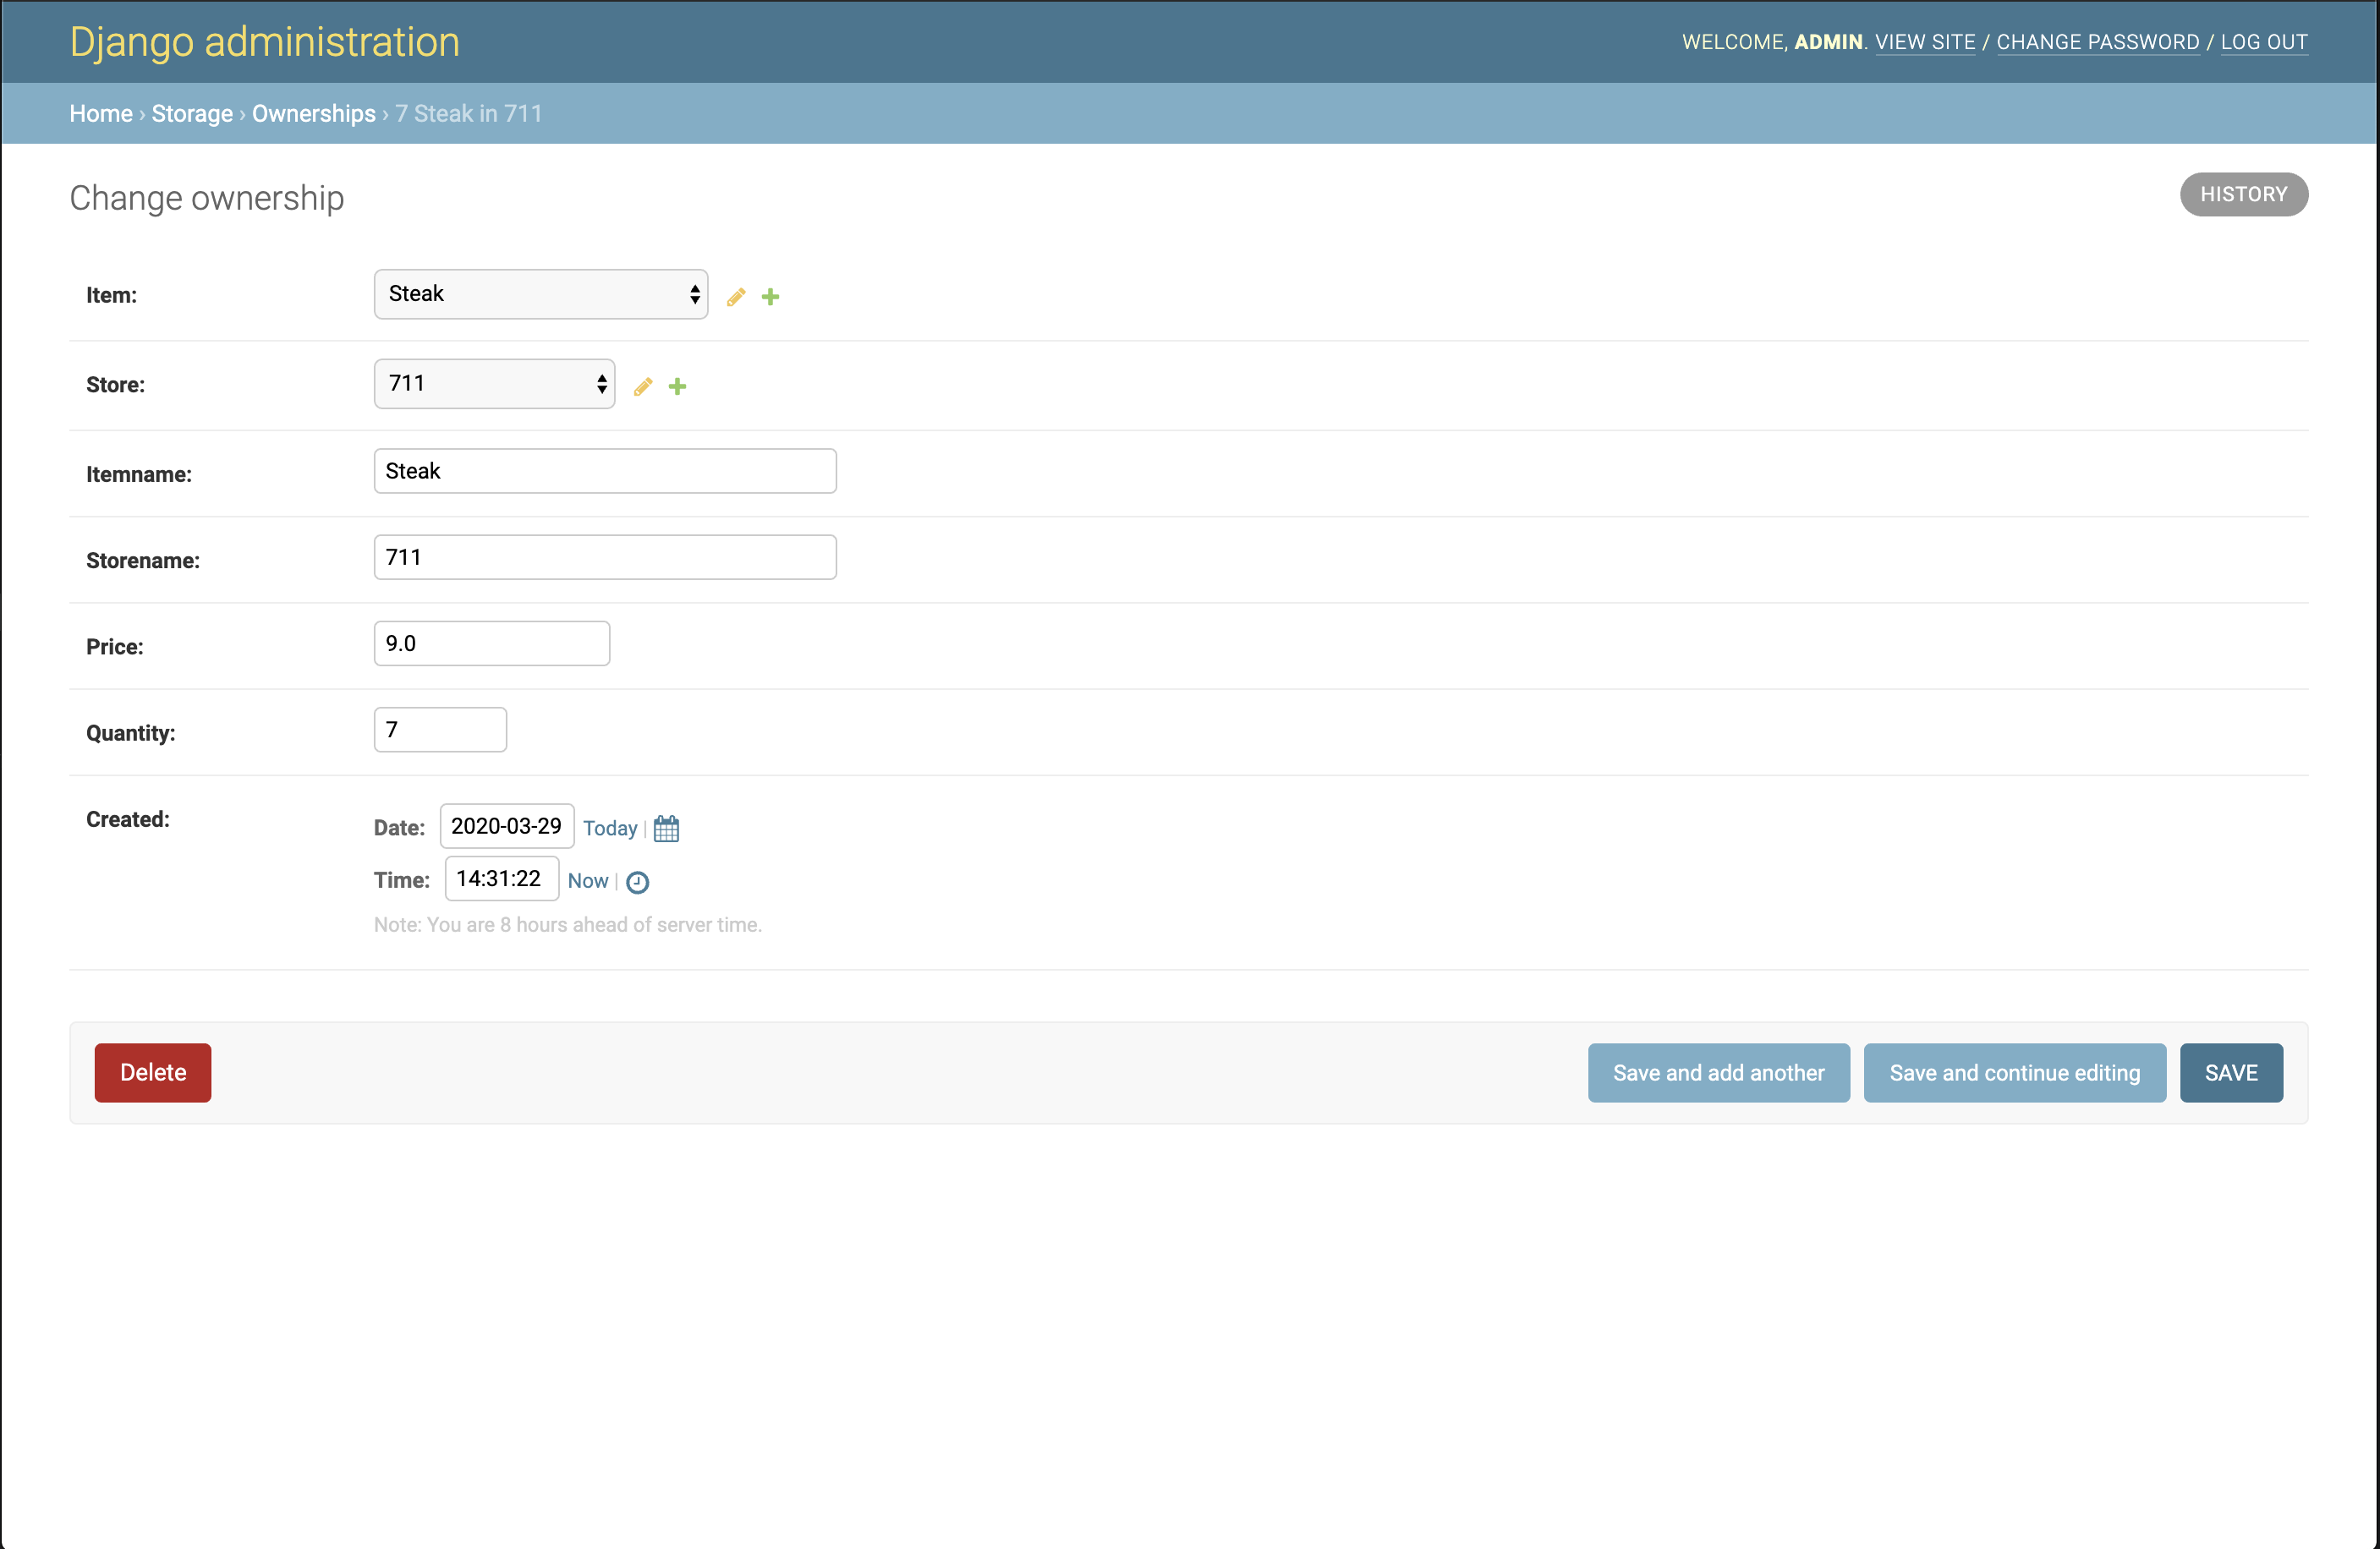 Django administration
WELCOME, ADMIN. VIEW SITE / CHANGE PASSWORD / LOG OUT
Home › Storage › Ownerships › 7 Steak in 711
Change ownership
HISTORY
Item: Steak
Store: 711
Itemname: Steak
Storename: 711
Price: 9.0
Quantity: 7
Created: Date: 2020-03-29 Today |
Time: 14:31:22 Now |
Note: You are 8 hours ahead of server time.
Delete Save and add another Save and continue editing SAVE